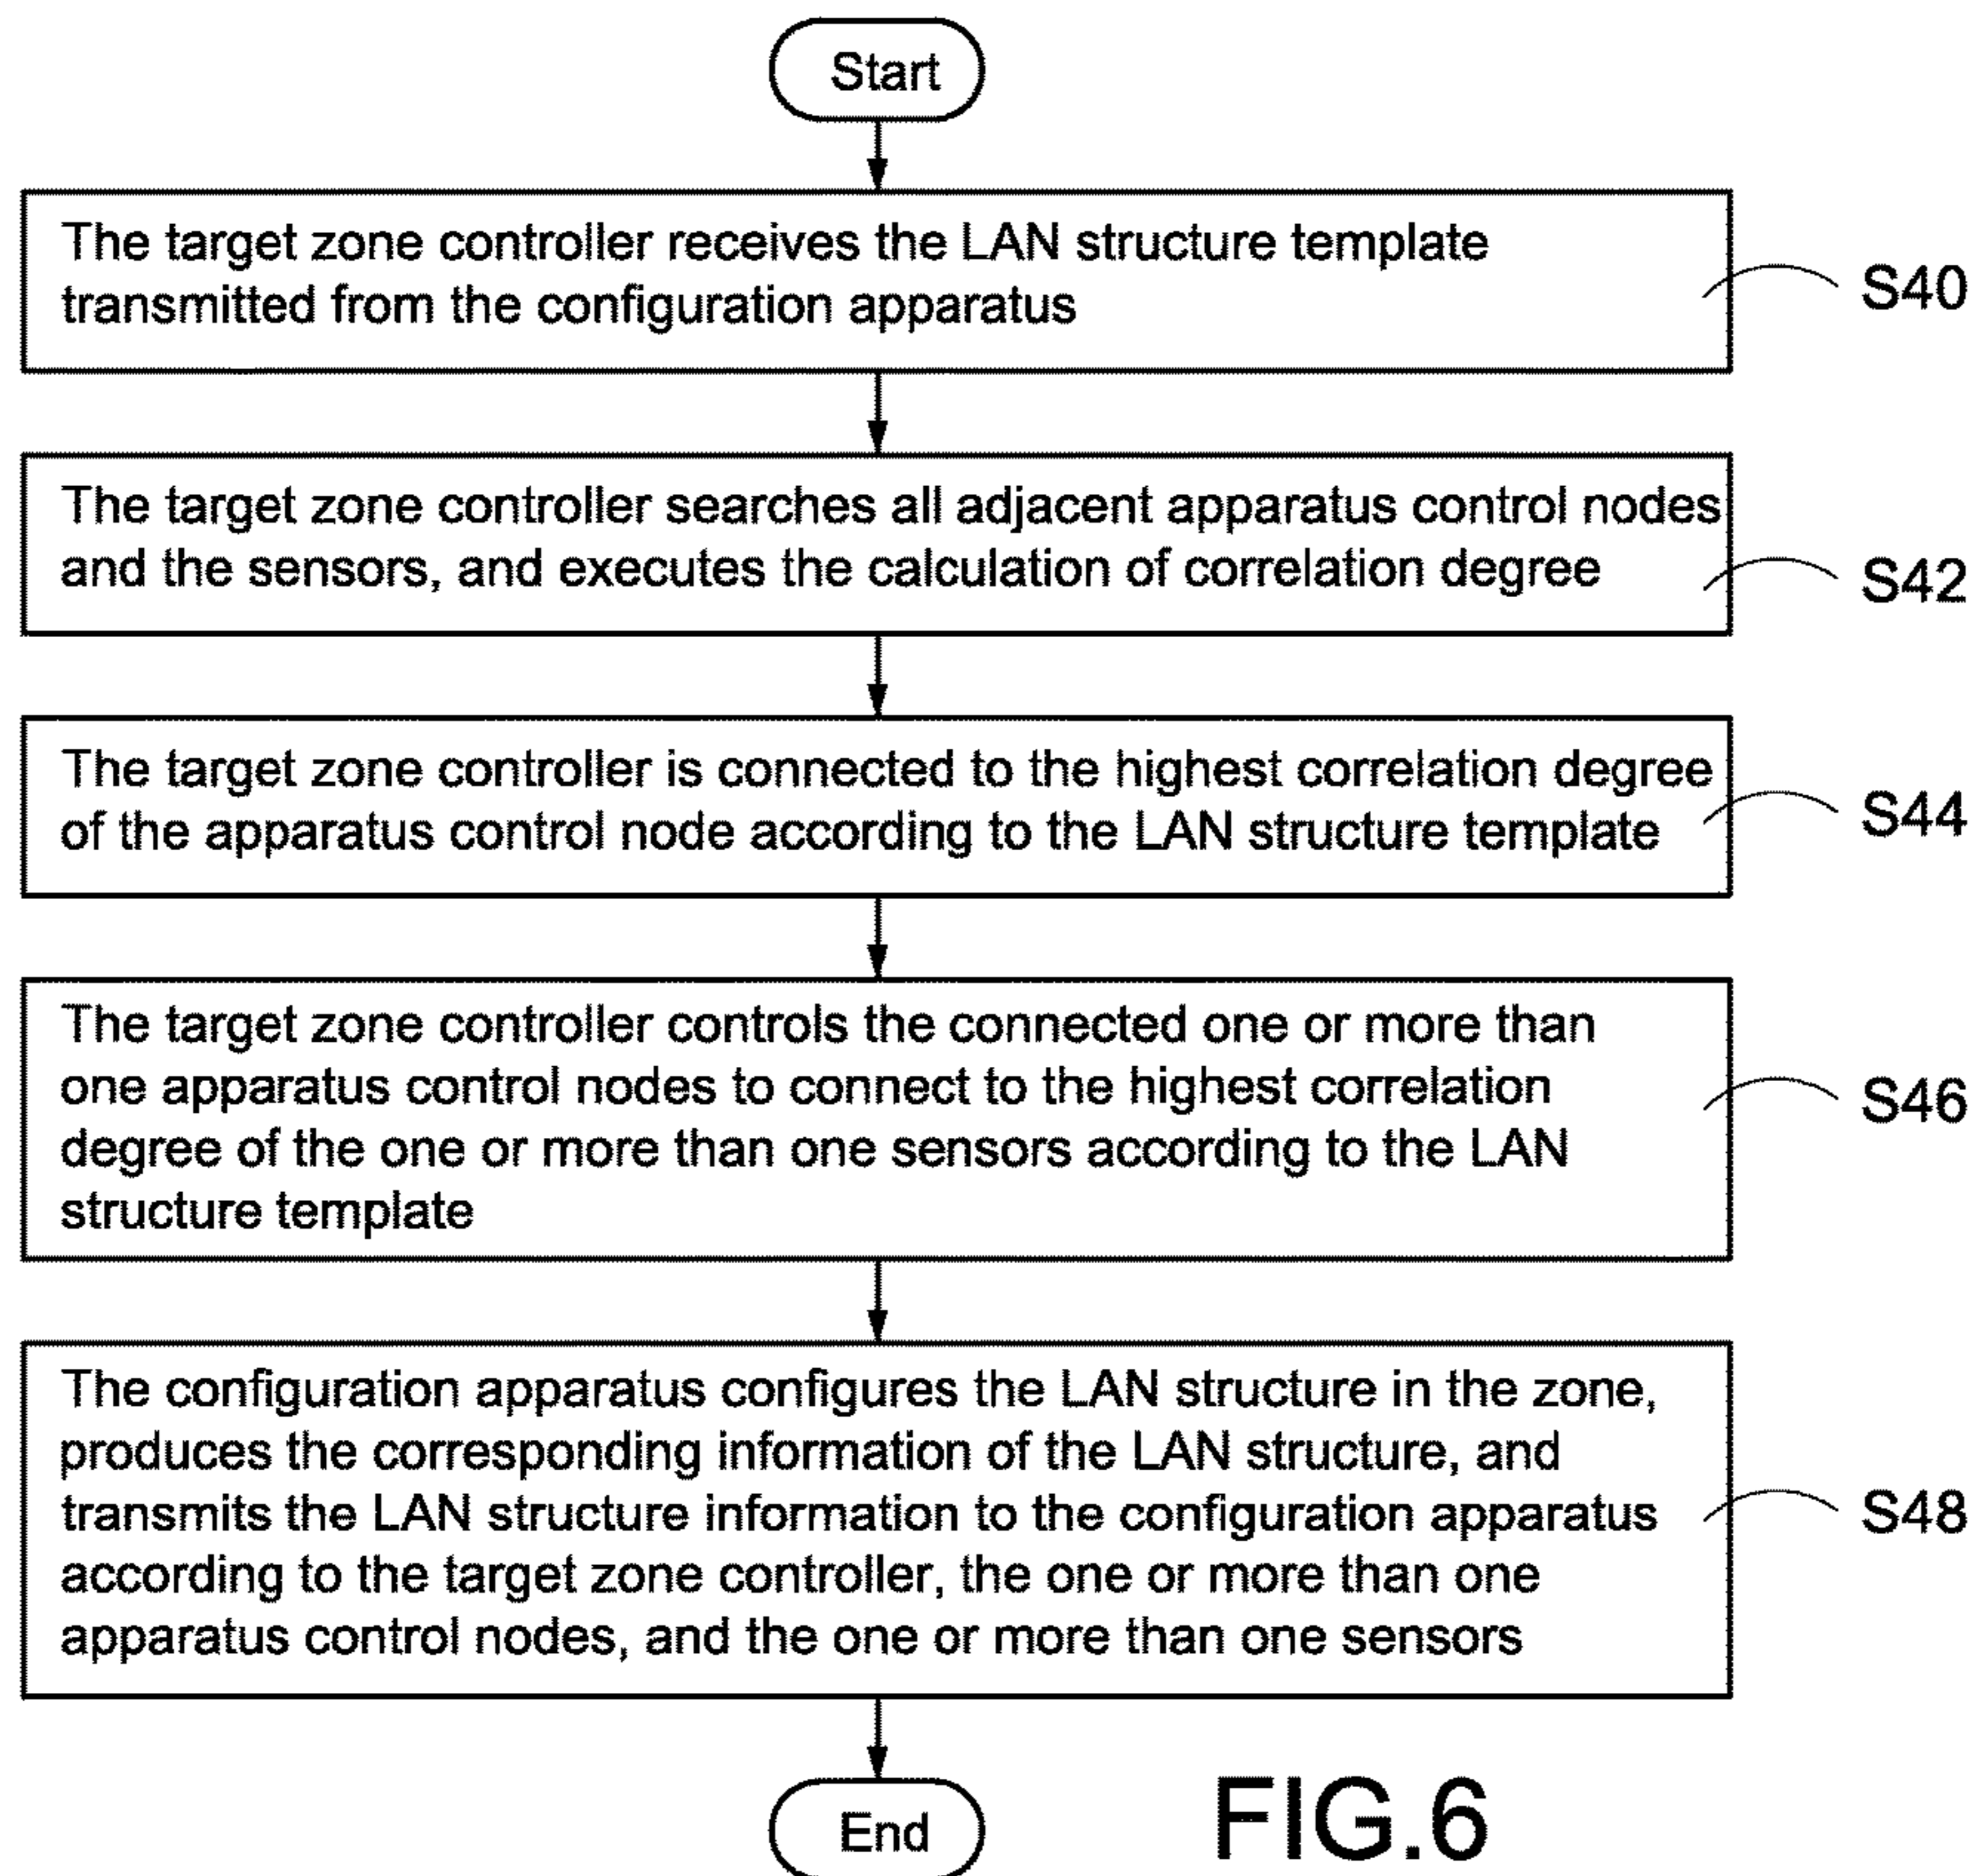 Start
The target zone controller receives the LAN structure template
transmitted from the configuration apparatus
S40
The target zone controller searches all adjacent apparatus control nodes
and the sensors, and executes the calculation of correlation degree
S42
The target zone controller is connected to the highest correlation degree
of the apparatus control node according to the LAN structure template
S44
The target zone controller controls the connected one or more than
one apparatus control nodes to connect to the highest correlation
degree of the one or more than one sensors according to the LAN
structure template
S46
The configuration apparatus configures the LAN structure in the zone,
produces the corresponding information of the LAN structure, and
transmits the LAN structure information to the configuration apparatus
according to the target zone controller, the one or more than one
apparatus control nodes, and the one or more than one sensors
S48
End
FIG.6